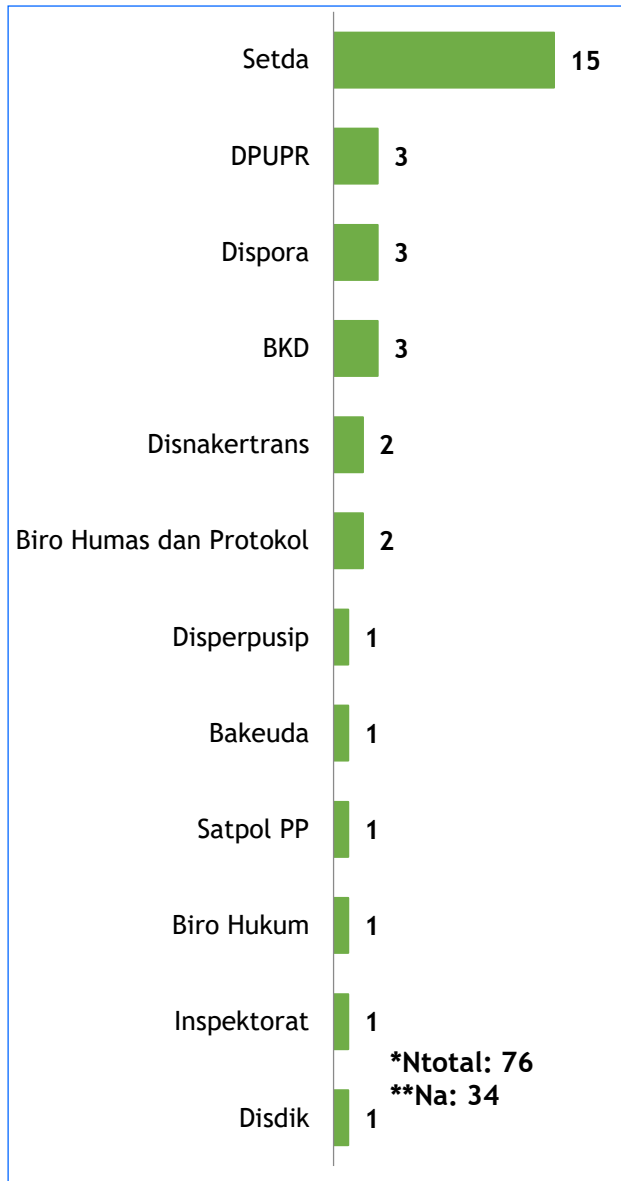 Setda 15
DPUPR 3
Dispora 3
BKD 3
Disnakertrans 2
Biro Humas dan Protokol 2
Disperpusip 1
Bakeuda 1
Satpol PP 1
Biro Hukum 1
Inspektorat 1
*Ntotal: 76
**Na: 34
Disdik 1